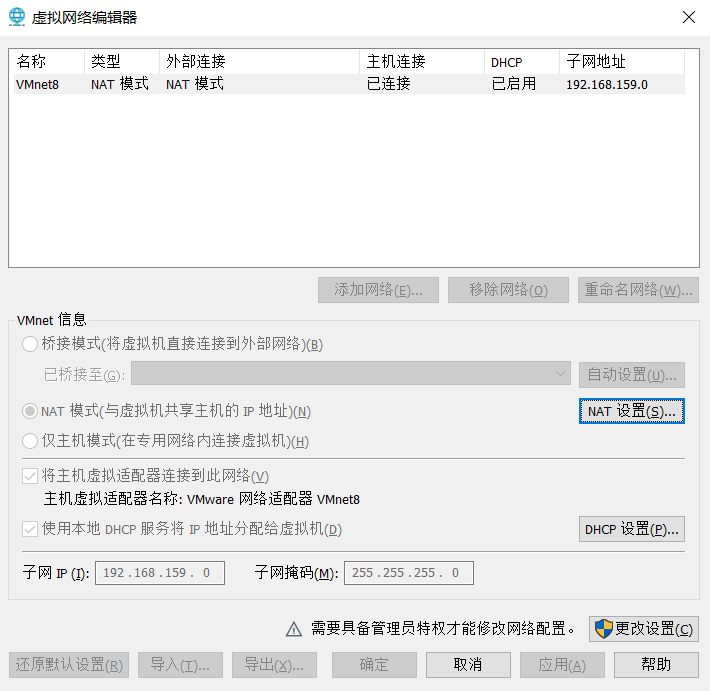 虚拟网络编辑器
名称 类型 外部连接 主机连接 DHCP 子网地址
VMnet8 NAT 模式 NAT 模式 已连接 已启用 192.168.159.0
添加网络(E)... 移除网络(O) 重命名网络(W)...
VMnet 信息
桥接模式(将虚拟机直接连接到外部网络)(B)
已桥接至(G): 自动设置(U)...
NAT 模式(与虚拟机共享主机的 IP 地址)(N) NAT 设置(S)...
仅主机模式(在专用网络内连接虚拟机)(H)
将主机虚拟适配器连接到此网络(V)
主机虚拟适配器名称: VMware 网络适配器 VMnet8
使用本地 DHCP 服务将 IP 地址分配给虚拟机(D) DHCP 设置(P)...
子网 IP (I): 192.168.159. 0 子网掩码(M): 255.255.255. 0
需要具备管理员特权才能修改网络配置。 更改设置(C)
还原默认设置(R) 导入(T)... 导出(X)... 确定 取消 应用(A) 帮助